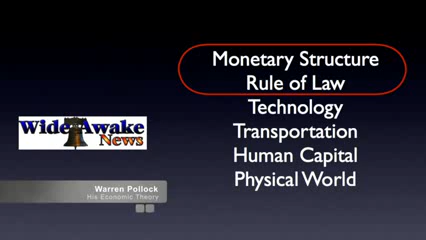 Monetary Structure
Rule of Law
Technology
Transportation
Human Capital
Physical World
Wide Awake
News
Warren Pollock
His Economic Theory